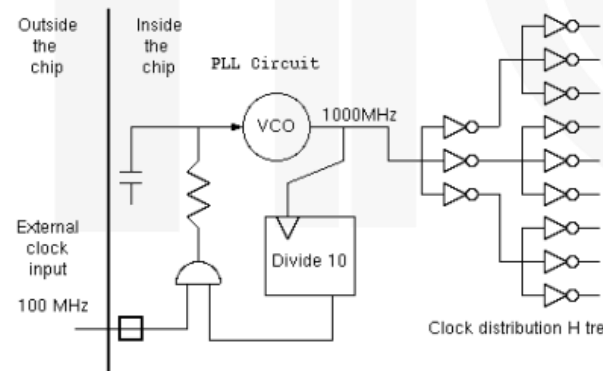 Outside
the
chip
Inside
the
chip
PLL Circuit
VCO
1000MHz
External
clock
input
100 MHz
Divide 10
Clock distribution H tre